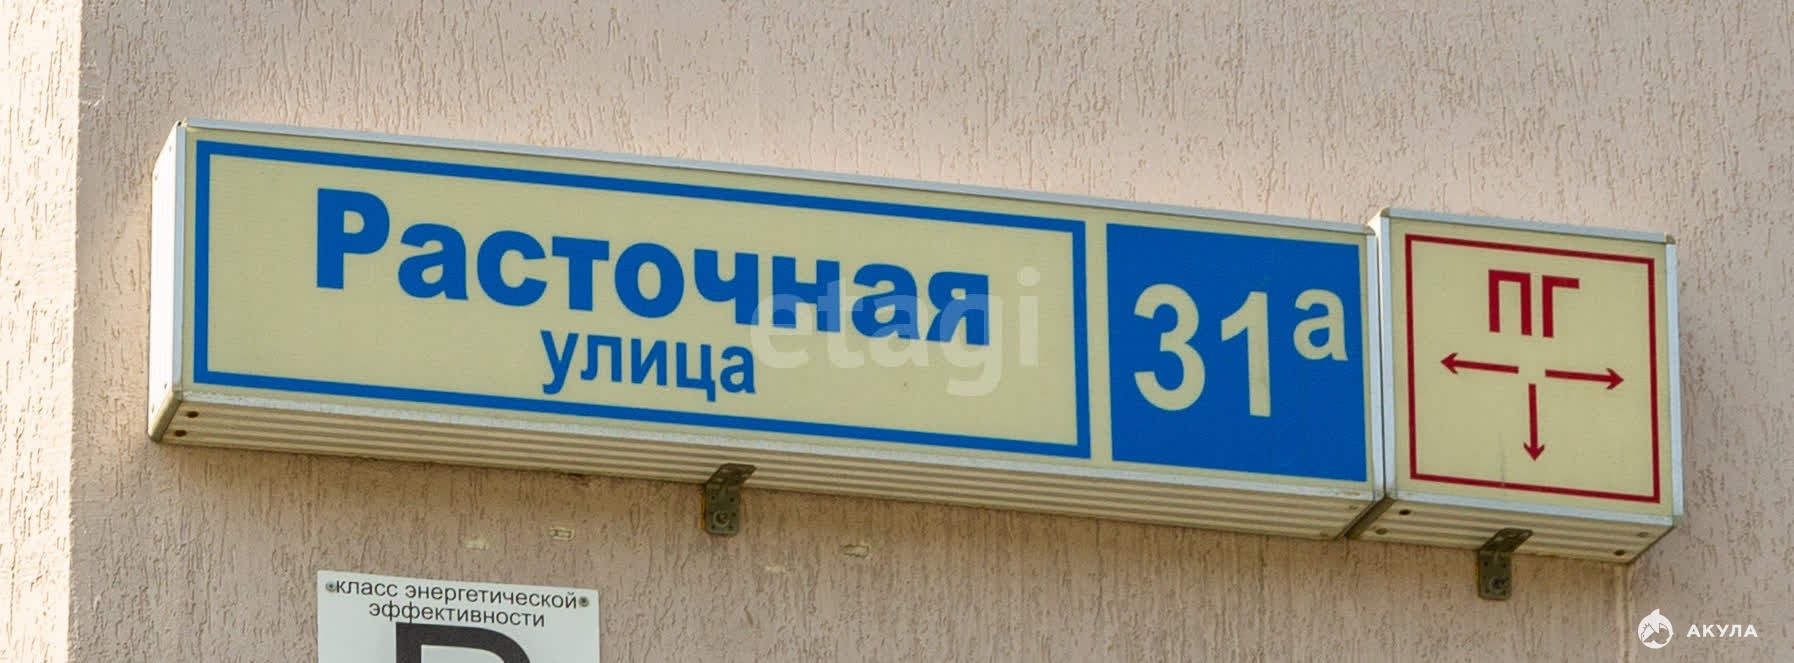 Расточная
улица
31а
ПГ
etagi
класс энергетической
эффективности
АКУЛА